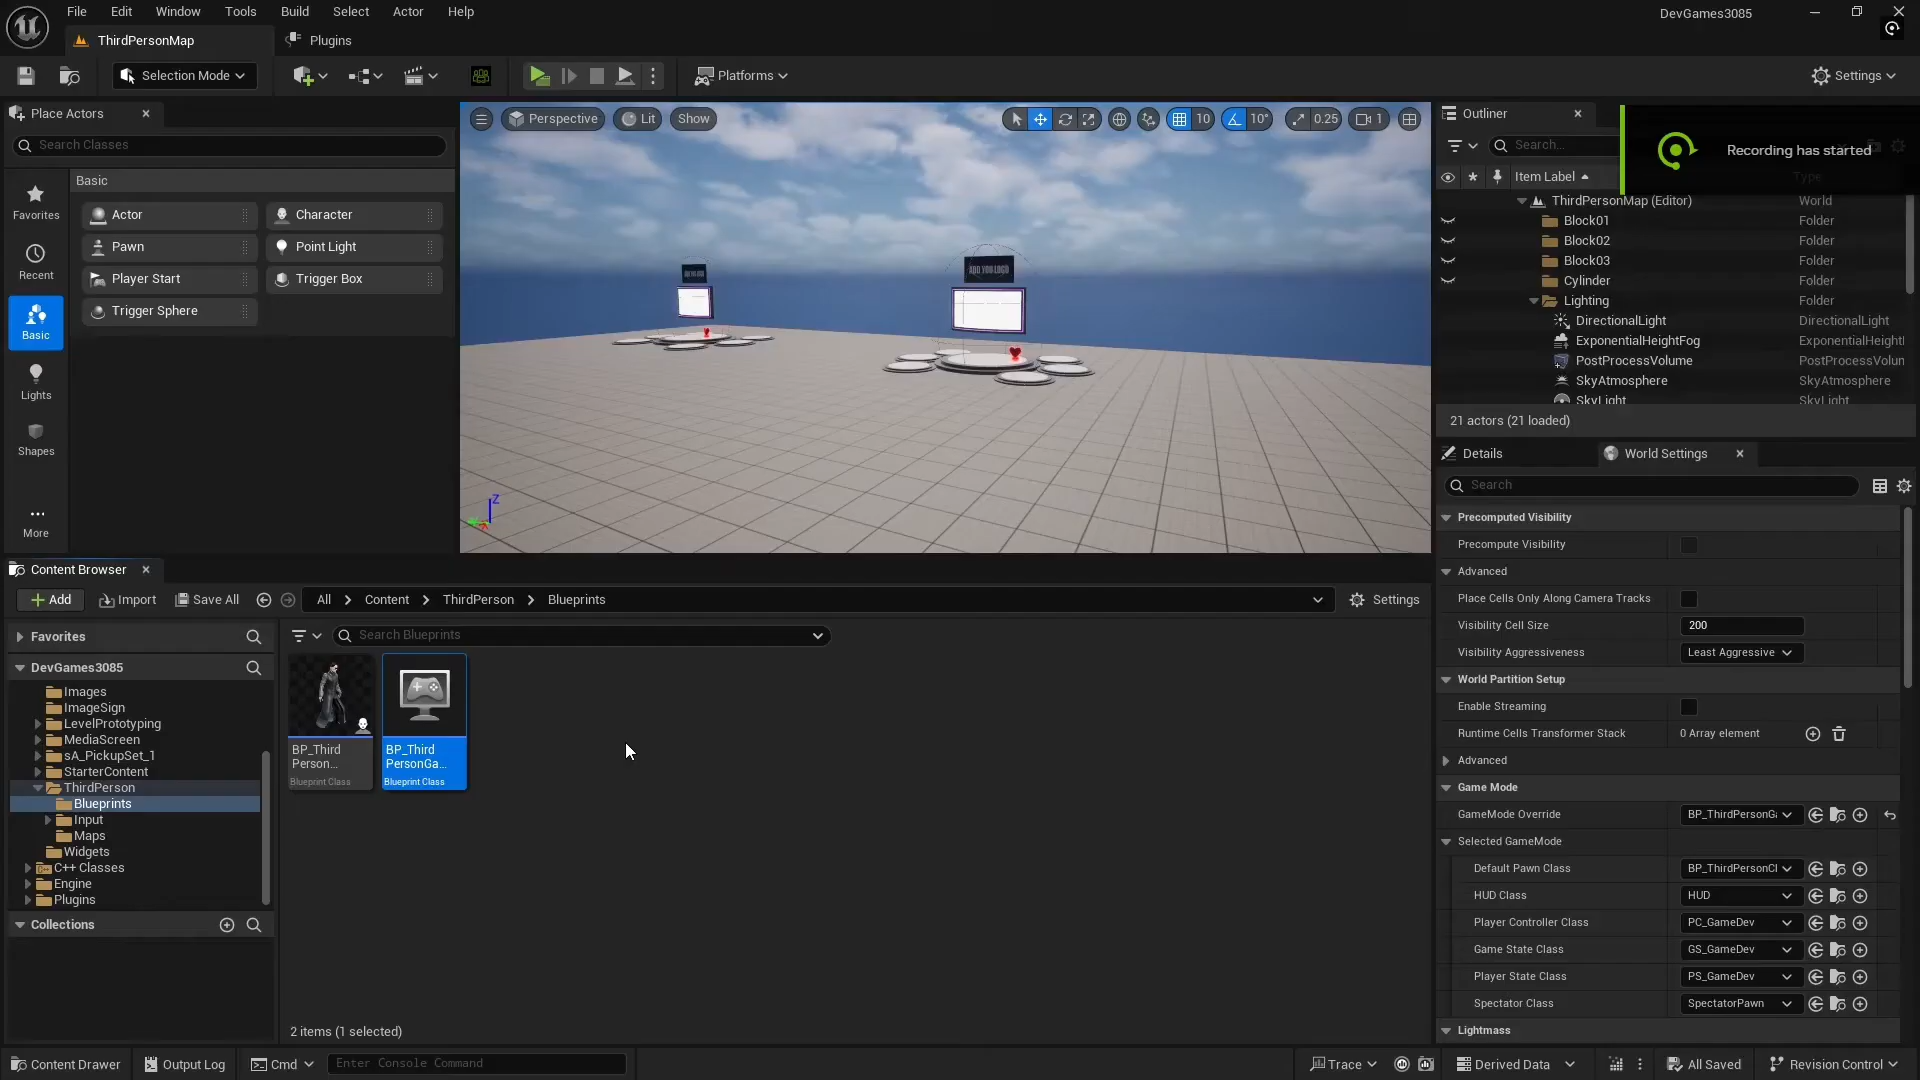 File Edit Window Tools Build Select Actor Help
DevGames3085
ThirdPersonMap
Plugins
Selection Mode
Platforms
Settings
Place Actors
Search Classes
Favorites
Recent
Basic
Lights
Shapes
More
Basic
Actor
Character
Pawn
Point Light
Player Start
Trigger Box
Trigger Sphere
Perspective
Lit
Show
10
10°
0.25
1
ADD YOU LOGO
Z
Outliner
Search...
Recording has started
Item Label
Type
ThirdPersonMap (Editor) World
Block01 Folder
Block02 Folder
Block03 Folder
Cylinder Folder
Lighting Folder
DirectionalLight DirectionalLight
ExponentialHeightFog ExponentialHeightI
PostProcessVolume PostProcessVolun
SkyAtmosphere SkyAtmosphere
SkyLight SkyLight
21 actors (21 loaded)
Details
World Settings
Search
Precomputed Visibility
Precompute Visibility
Advanced
Place Cells Only Along Camera Tracks
Visibility Cell Size 200
Visibility Aggressiveness Least Aggressive
World Partition Setup
Enable Streaming
Runtime Cells Transformer Stack 0 Array element
Advanced
Game Mode
GameMode Override BP_ThirdPersonGa
Selected GameMode
Default Pawn Class BP_ThirdPersonCl
HUD Class HUD
Player Controller Class PC_GameDev
Game State Class GS_GameDev
Player State Class PS_GameDev
Spectator Class SpectatorPawn
Lightmass
Content Browser
Add
Import
Save All
All
Content
ThirdPerson
Blueprints
Settings
Favorites
DevGames3085
Images
ImageSign
LevelPrototyping
MediaScreen
sA_PickupSet_1
StarterContent
ThirdPerson
Blueprints
Input
Maps
Widgets
C++ Classes
Engine
Plugins
Collections
Search Blueprints
BP_Third
Person...
Blueprint Class
BP_Third
PersonGa...
Blueprint Class
2 items (1 selected)
Content Drawer
Output Log
Cmd
Enter Console Command
Trace
Derived Data
All Saved
Revision Control